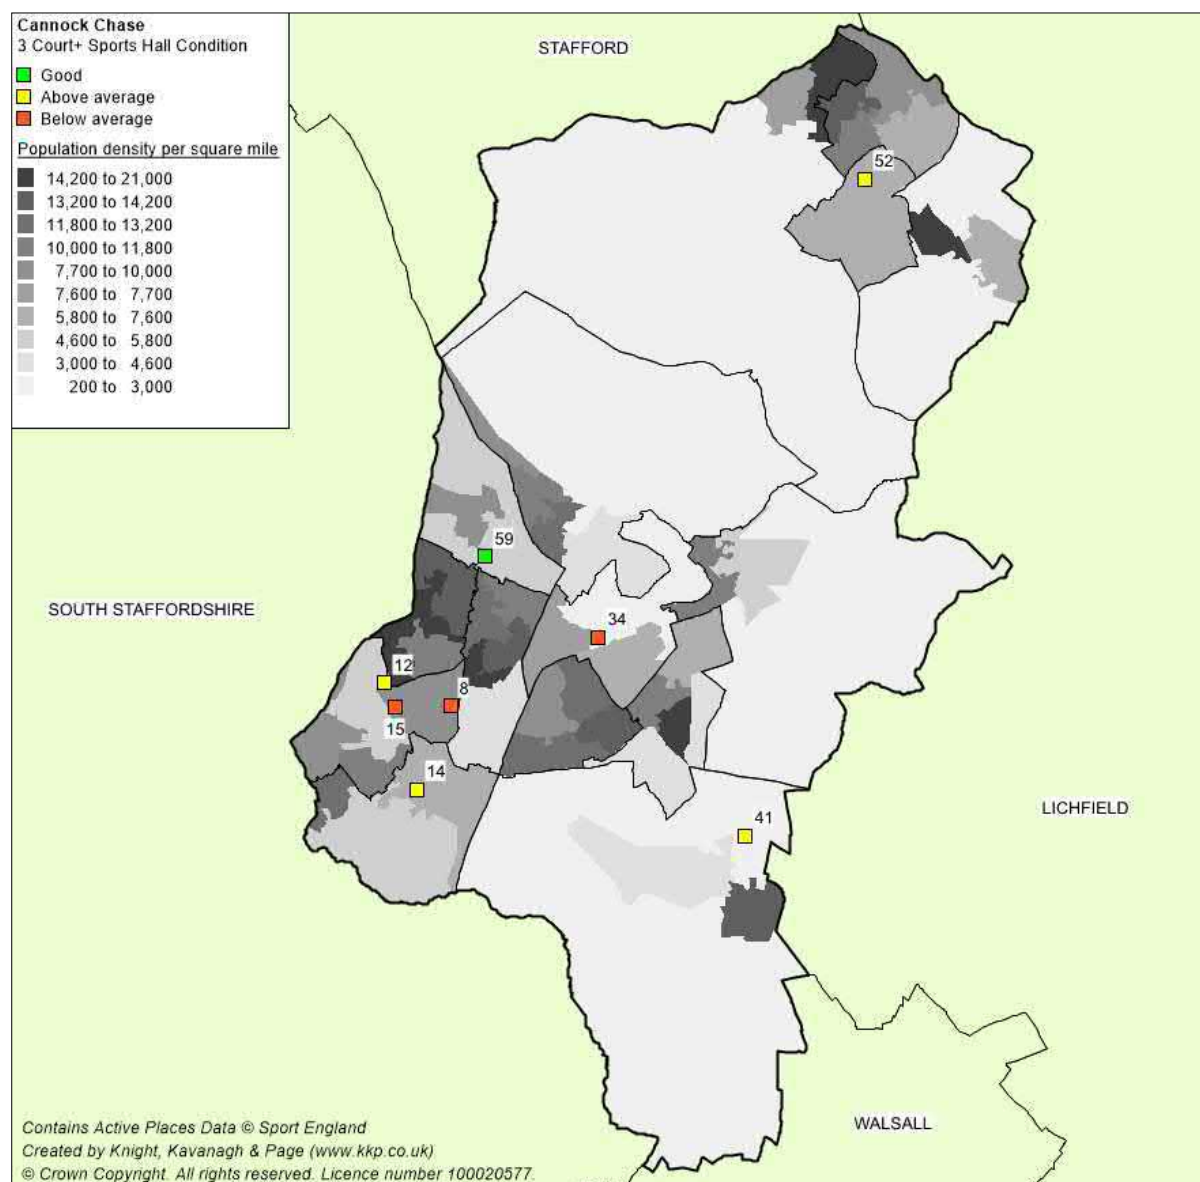 Cannock Chase
3 Court+ Sports Hall Condition
Good
Above average
Below average
Population density per square mile
14,200 to 21,000
13,200 to 14,200
11,800 to 13,200
10,000 to 11,800
7,700 to 10,000
7,600 to 7,700
5,800 to 7,600
4,600 to 5,800
3,000 to 4,600
200 to 3,000
STAFFORD
52
59
SOUTH STAFFORDSHIRE
34
12
8
15
14
41
LICHFIELD
WALSALL
Contains Active Places Data © Sport England
Created by Knight, Kavanagh & Page (www.kkp.co.uk)
© Crown Copyright. All rights reserved. Licence number 100020577.